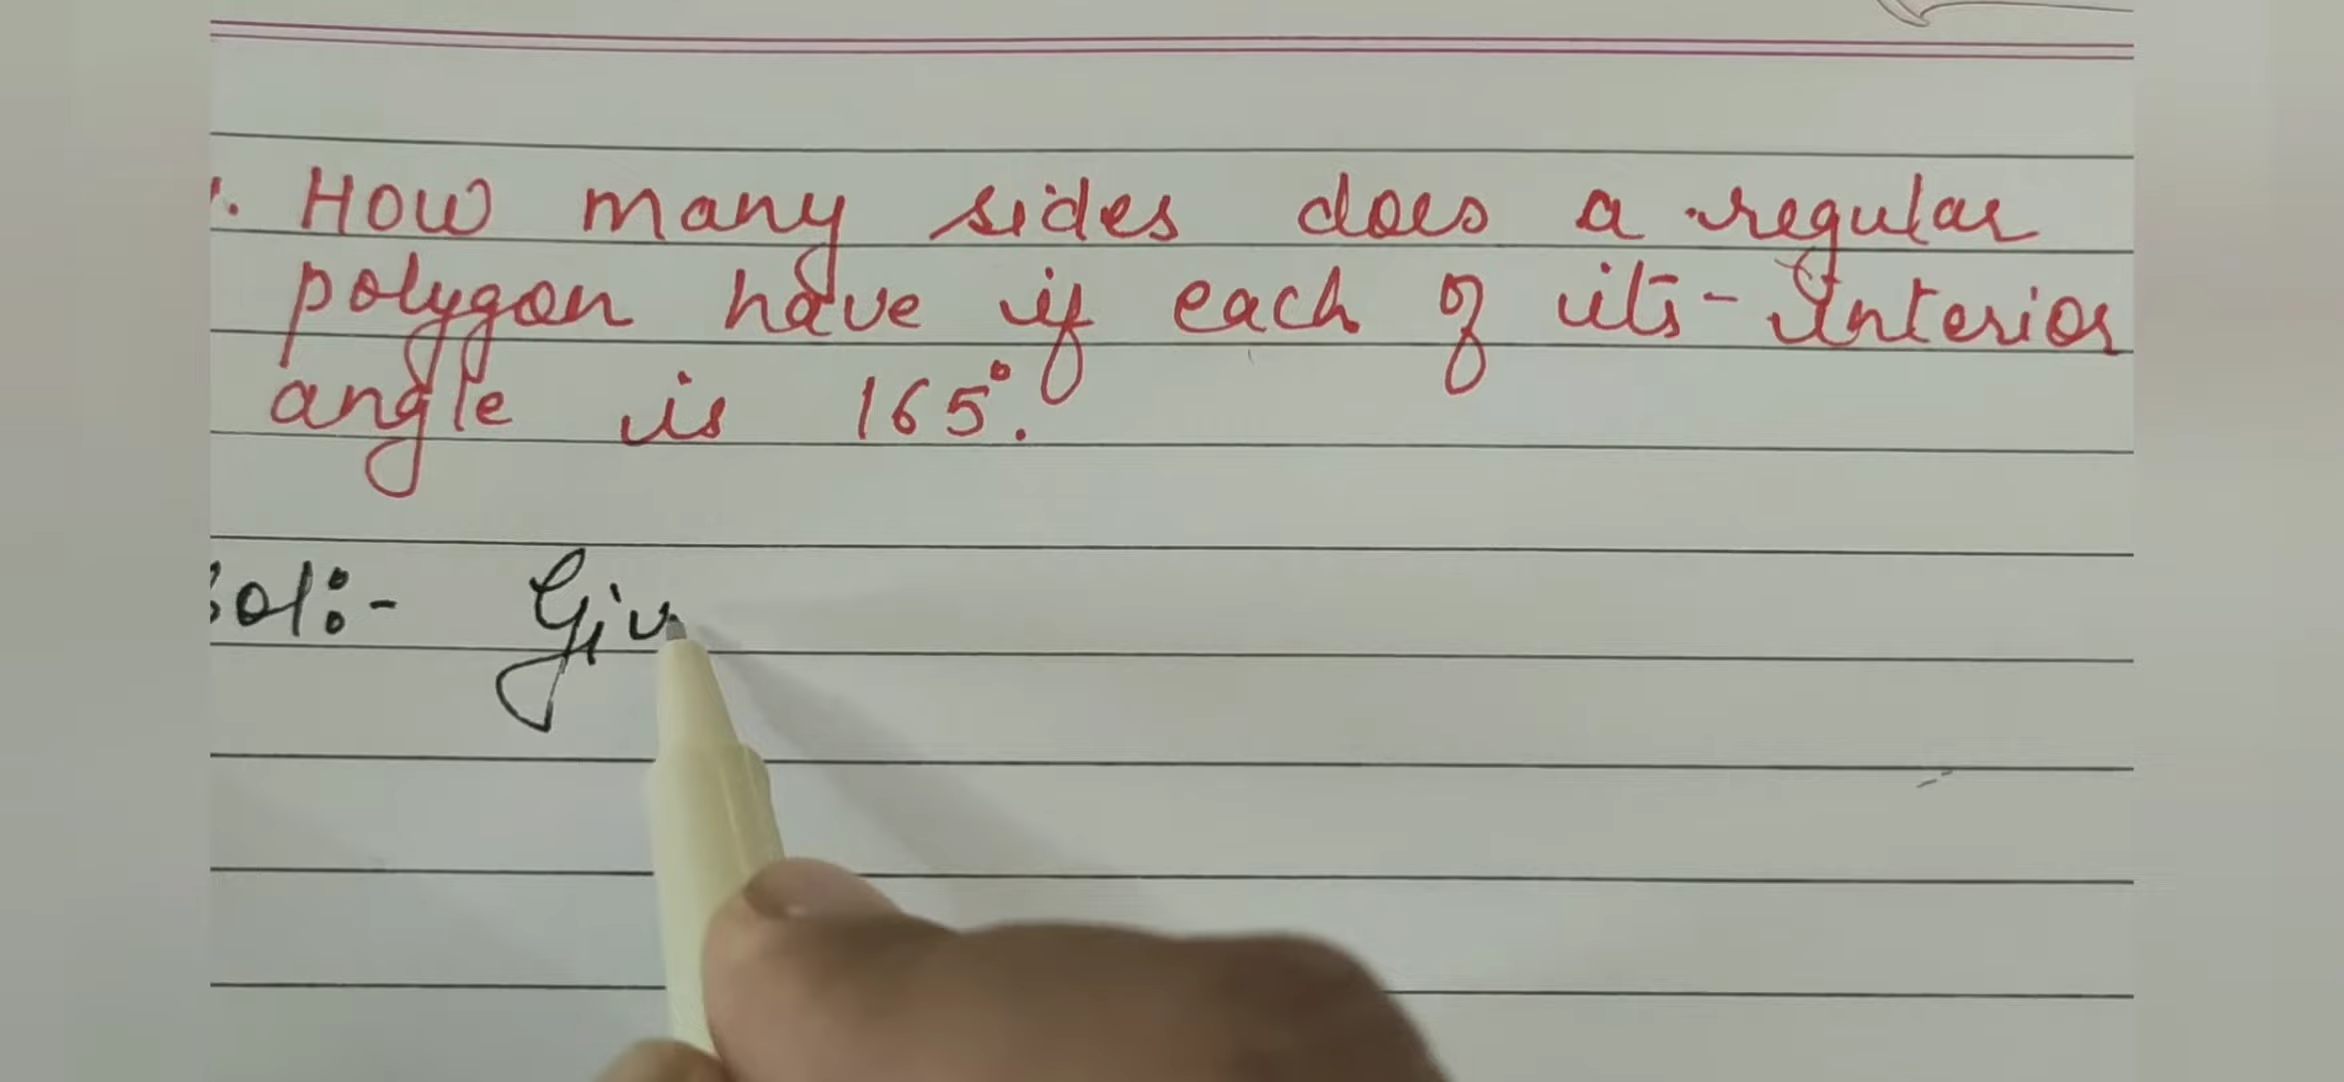 . How many sides does a regular
polygon have if each of its- Interior
angle is 165°.
Sol:- Giv